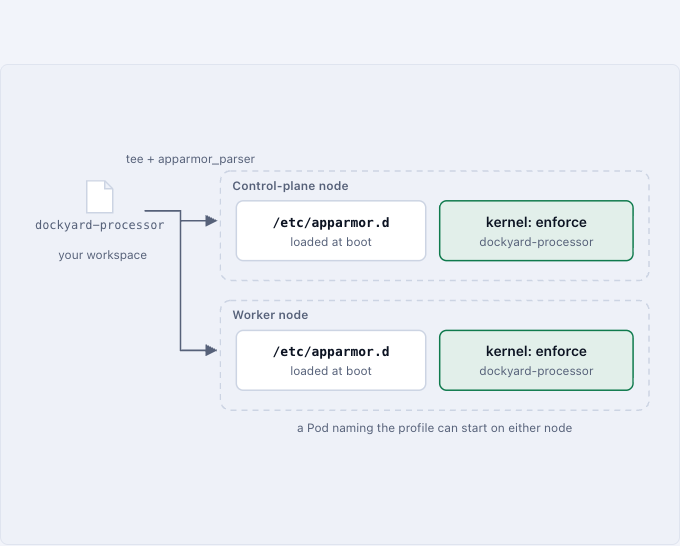 tee + apparmor_parser
dockyard-processor
your workspace
Control-plane node
/etc/apparmor.d
loaded at boot
kernel: enforce
dockyard-processor
Worker node
/etc/apparmor.d
loaded at boot
kernel: enforce
dockyard-processor
a Pod naming the profile can start on either node